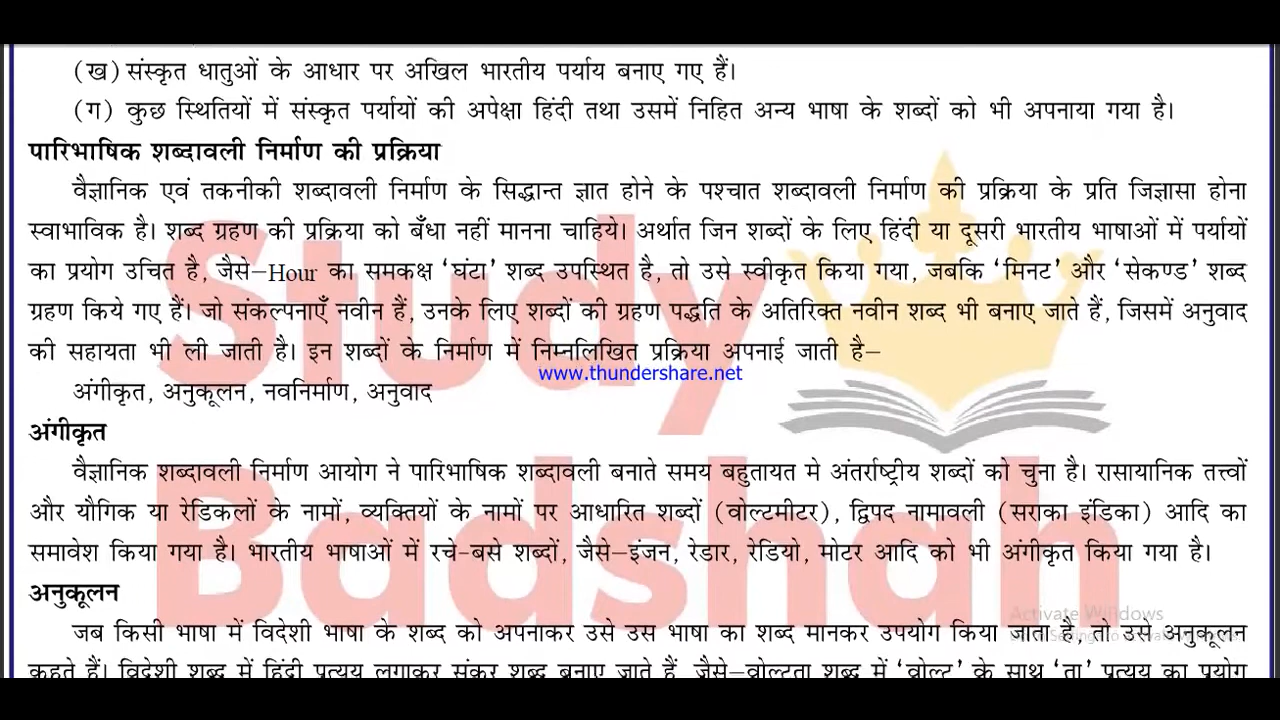 (ख) संस्कृत धातुओं के आधार पर अखिल भारतीय पर्याय बनाए गए हैं।
(ग) कुछ स्थितियों में संस्कृत पर्यायों की अपेक्षा हिंदी तथा उसमें निहित अन्य भाषा के शब्दों को भी अपनाया गया है।
पारिभाषिक शब्दावली निर्माण की प्रक्रिया
वैज्ञानिक एवं तकनीकी शब्दावली निर्माण के सिद्धान्त ज्ञात होने के पश्चात शब्दावली निर्माण की प्रक्रिया के प्रति जिज्ञासा होना
स्वाभाविक है। शब्द ग्रहण की प्रक्रिया को बँधा नहीं मानना चाहिये। अर्थात जिन शब्दों के लिए हिंदी या दूसरी भारतीय भाषाओं में पर्यायों
का प्रयोग उचित है, जैसे–Hour का समकक्ष ‘घंटा’ शब्द उपस्थित है, तो उसे स्वीकृत किया गया, जबकि ‘मिनट’ और ‘सेकण्ड’ शब्द
ग्रहण किये गए हैं। जो संकल्पनाएँ नवीन हैं, उनके लिए शब्दों की ग्रहण पद्धति के अतिरिक्त नवीन शब्द भी बनाए जाते हैं, जिसमें अनुवाद
की सहायता भी ली जाती है। इन शब्दों के निर्माण में निम्नलिखित प्रक्रिया अपनाई जाती है–
www.thundershare.net
अंगीकृत, अनुकूलन, नवनिर्माण, अनुवाद
अंगीकृत
वैज्ञानिक शब्दावली निर्माण आयोग ने पारिभाषिक शब्दावली बनाते समय बहुतायत मे अंतर्राष्ट्रीय शब्दों को चुना है। रासायानिक तत्त्वों
और यौगिक या रेडिकलों के नामों, व्यक्तियों के नामों पर आधारित शब्दों (वोल्टमीटर), द्विपद नामावली (सराका इंडिका) आदि का
समावेश किया गया है। भारतीय भाषाओं में रचे-बसे शब्दों, जैसे–इंजन, रेडार, रेडियो, मोटर आदि को भी अंगीकृत किया गया है।
अनुकूलन
जब किसी भाषा में विदेशी भाषा के शब्द को अपनाकर उसे उस भाषा का शब्द मानकर उपयोग किया जाता है, तो उसे अनुकूलन
कहते हैं। विदेशी शब्द में हिंदी प्रत्यय लगाकर संकर शब्द बनाए जाते हैं, जैसे–वोल्टता शब्द में ‘वोल्ट’ के साथ ‘ता’ प्रत्यय का प्रयोग
Study
Badshah
Activate Windows